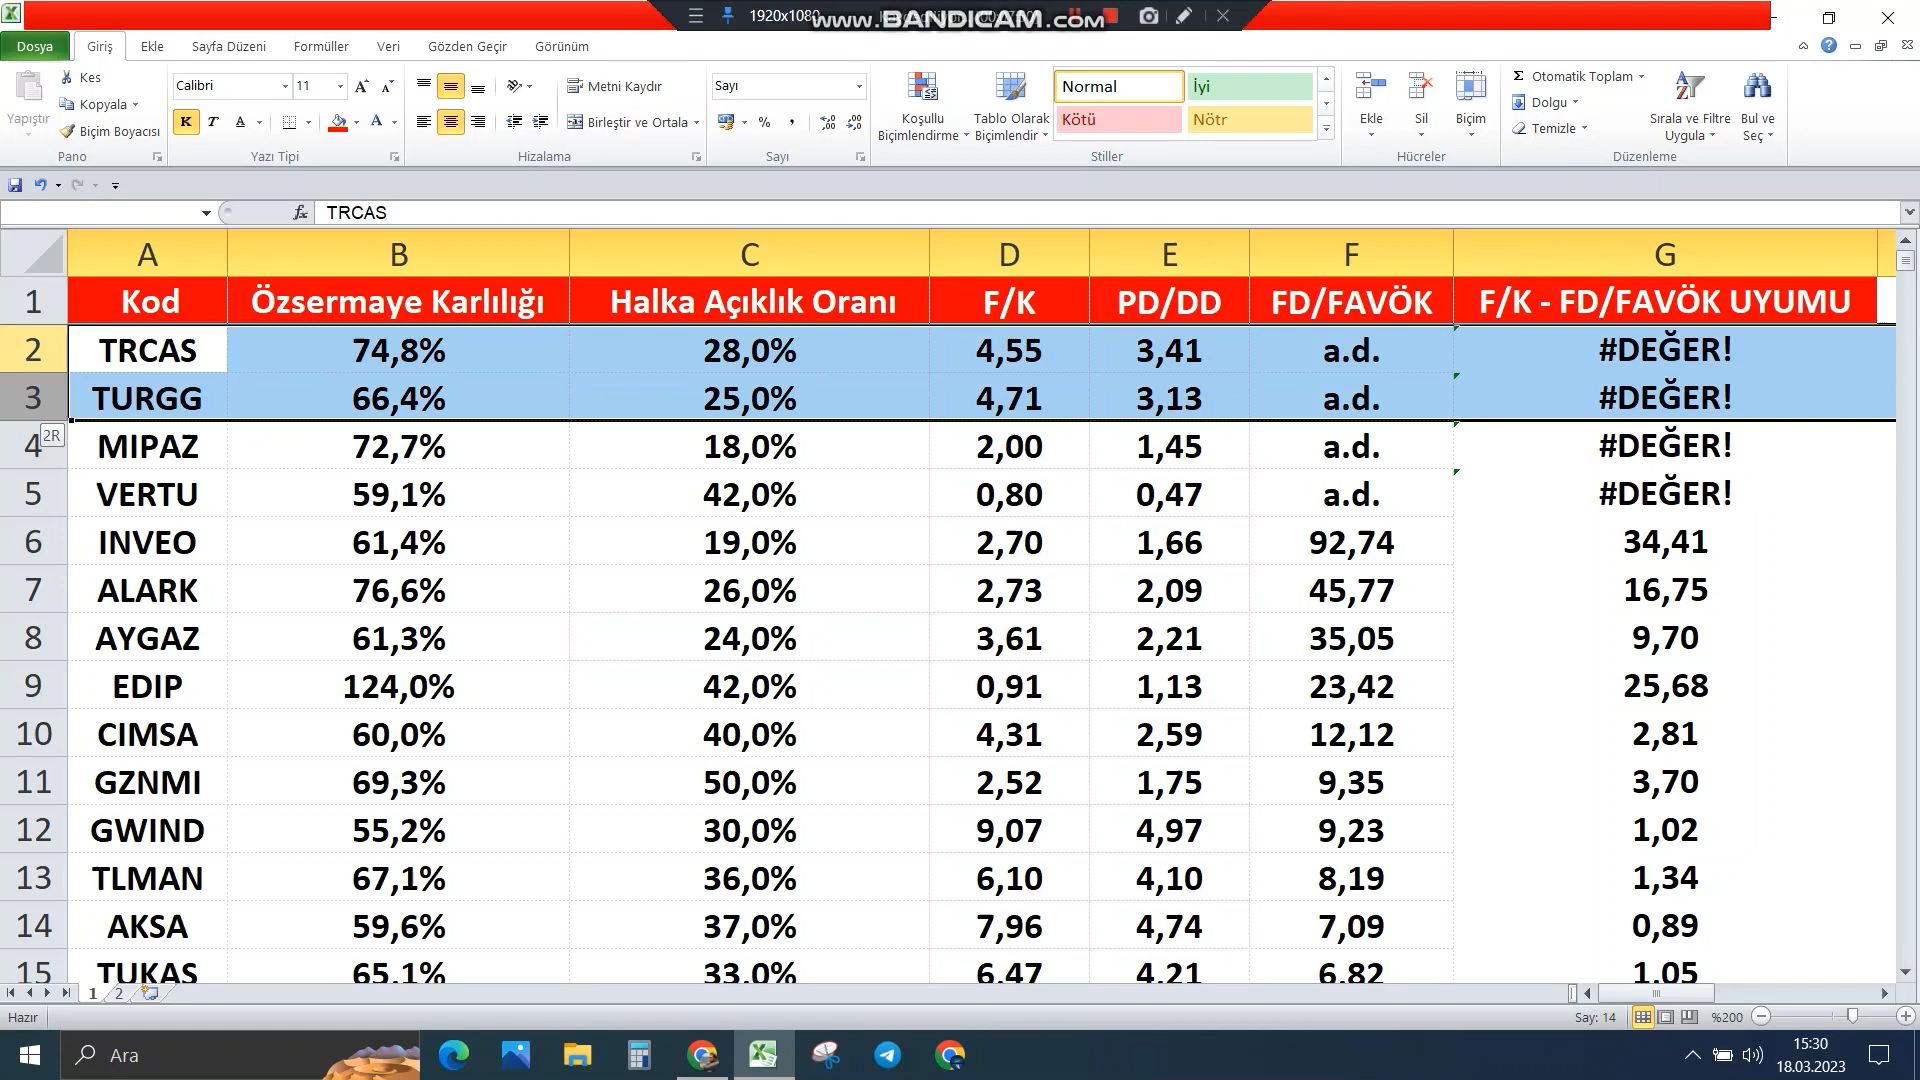 1920x1080
www.BANDICAM.com
Dosya Giriş Ekle Sayfa Düzeni Formüller Veri Gözden Geçir Görünüm
Yapıştır
Kes
Kopyala
Biçim Boyacısı
Pano
Calibri 11
K T A
Yazı Tipi
Metni Kaydır
Birleştir ve Ortala
Hizalama
Sayı
%
Sayı
Koşullu Biçimlendirme
Tablo Olarak Biçimlendir
Normal İyi
Kötü Nötr
Stiller
Ekle Sil Biçim
Hücreler
Σ Otomatik Toplam
Dolgu
Temizle
Sırala ve Filtre Uygula
Bul ve Seç
Düzenleme
fx TRCAS
A B C D E F G
1 Kod Özsermaye Karlılığı Halka Açıklık Oranı F/K PD/DD FD/FAVÖK F/K - FD/FAVÖK UYUMU
2 TRCAS 74,8% 28,0% 4,55 3,41 a.d. #DEĞER!
3 TURGG 66,4% 25,0% 4,71 3,13 a.d. #DEĞER!
2R
4 MIPAZ 72,7% 18,0% 2,00 1,45 a.d. #DEĞER!
5 VERTU 59,1% 42,0% 0,80 0,47 a.d. #DEĞER!
6 INVEO 61,4% 19,0% 2,70 1,66 92,74 34,41
7 ALARK 76,6% 26,0% 2,73 2,09 45,77 16,75
8 AYGAZ 61,3% 24,0% 3,61 2,21 35,05 9,70
9 EDIP 124,0% 42,0% 0,91 1,13 23,42 25,68
10 CIMSA 60,0% 40,0% 4,31 2,59 12,12 2,81
11 GZNMI 69,3% 50,0% 2,52 1,75 9,35 3,70
12 GWIND 55,2% 30,0% 9,07 4,97 9,23 1,02
13 TLMAN 67,1% 36,0% 6,10 4,10 8,19 1,34
14 AKSA 59,6% 37,0% 7,96 4,74 7,09 0,89
15 TUKAS 65,1% 33,0% 6,47 4,21 6,82 1,05
1 2
Hazır Say: 14 %200
Ara
15:30
18.03.2023